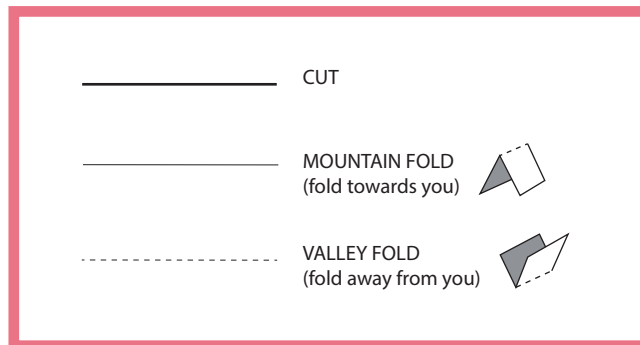 CUT
MOUNTAIN FOLD
(fold towards you)
VALLEY FOLD
(fold away from you)